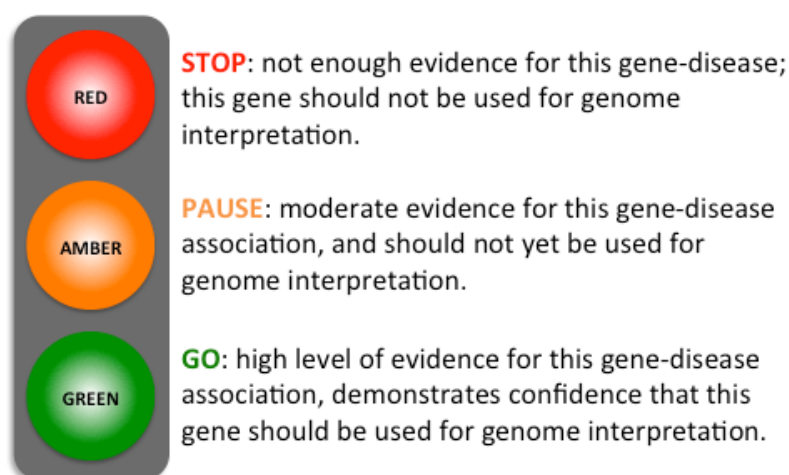 RED
STOP: not enough evidence for this gene-disease;
this gene should not be used for genome
interpretation.
AMBER
PAUSE: moderate evidence for this gene-disease
association, and should not yet be used for
genome interpretation.
GREEN
GO: high level of evidence for this gene-disease
association, demonstrates confidence that this
gene should be used for genome interpretation.